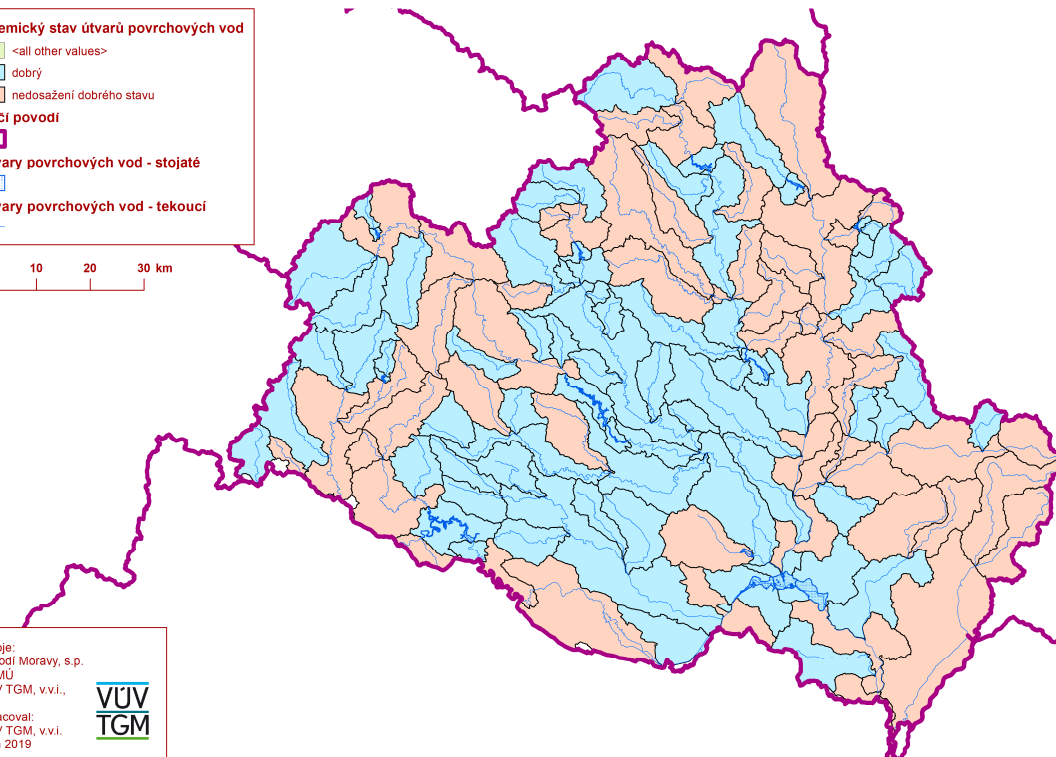 emický stav útvarů povrchových vod
<all other values>
dobrý
nedosažení dobrého stavu
čí povodí
vary povrchových vod - stojaté
vary povrchových vod - tekoucí
10 20 30 km
oje:
odí Moravy, s.p.
MÚ
V TGM, v.v.i.,
acoval:
V TGM, v.v.i.
2019
VÚV
TGM